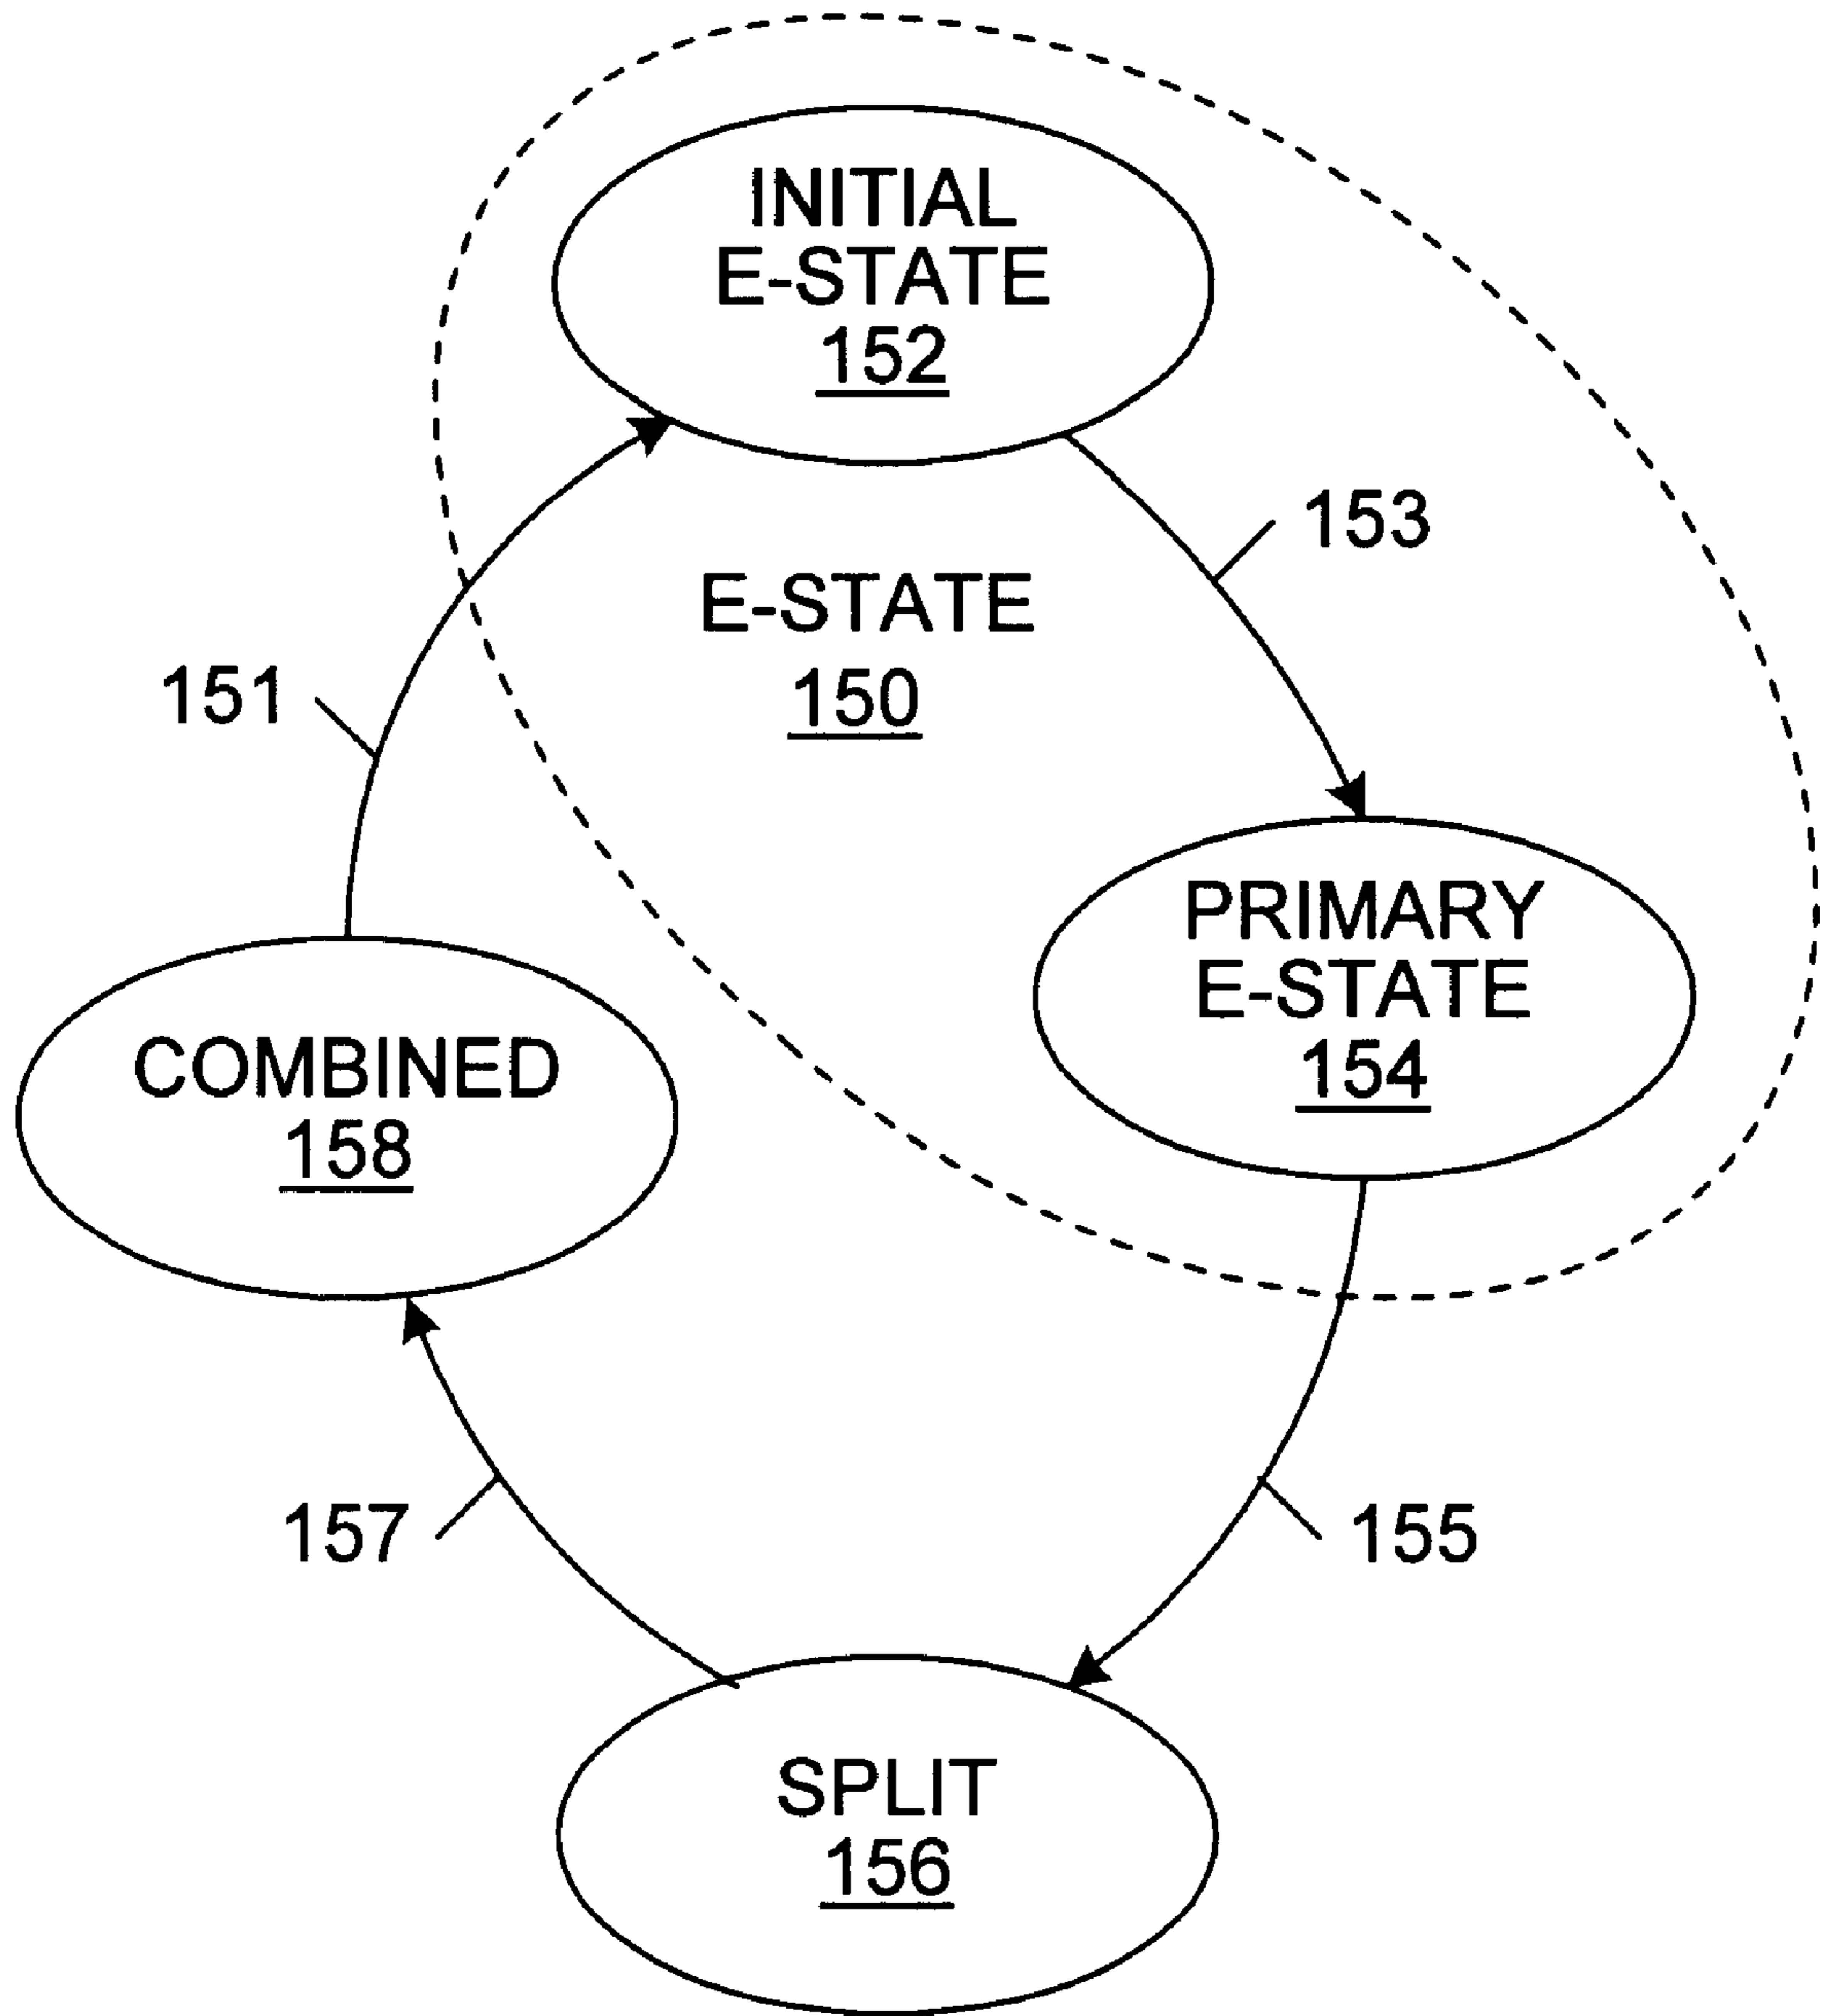 INITIAL
E-STATE
152
153
E-STATE
150
151
PRIMARY
E-STATE
154
COMBINED
158
157
155
SPLIT
156